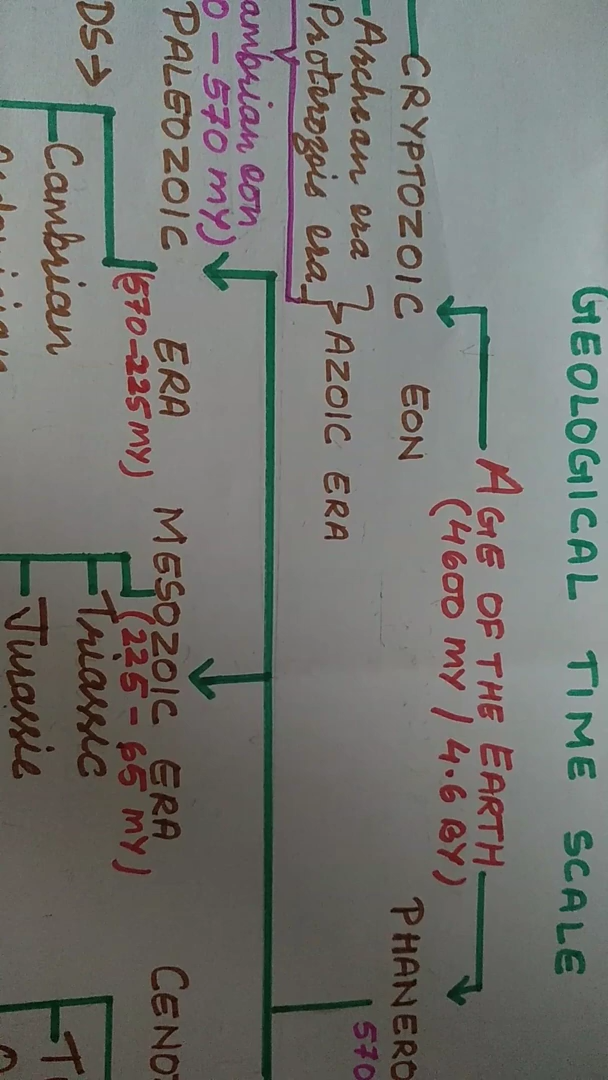 GEOLOGICAL TIME SCALE
AGE OF THE EARTH
(4600 MY / 4.6 BY)
CRYPTOZOIC EON
Archean era
Proterozois era } AZOIC ERA
ambrian eon
0 - 570 MY)
PHANERO
570
PALEOZOIC ERA
(570-225 MY)
MESOZOIC ERA
(225 - 65 MY)
CENOZ
DS →
Cambrian
Triassic
Jurassic